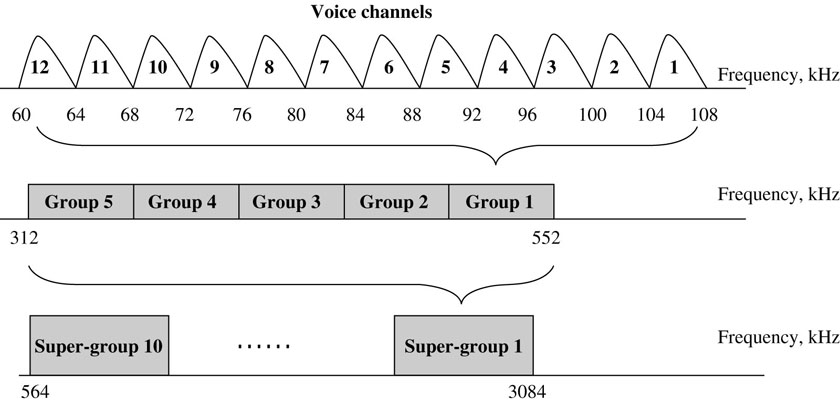 Voice channels
12 11 10 9 8 7 6 5 4 3 2 1
Frequency, kHz
60 64 68 72 76 80 84 88 92 96 100 104 108
Group 5 Group 4 Group 3 Group 2 Group 1
Frequency, kHz
312 552
Super-group 10 ...... Super-group 1
Frequency, kHz
564 3084